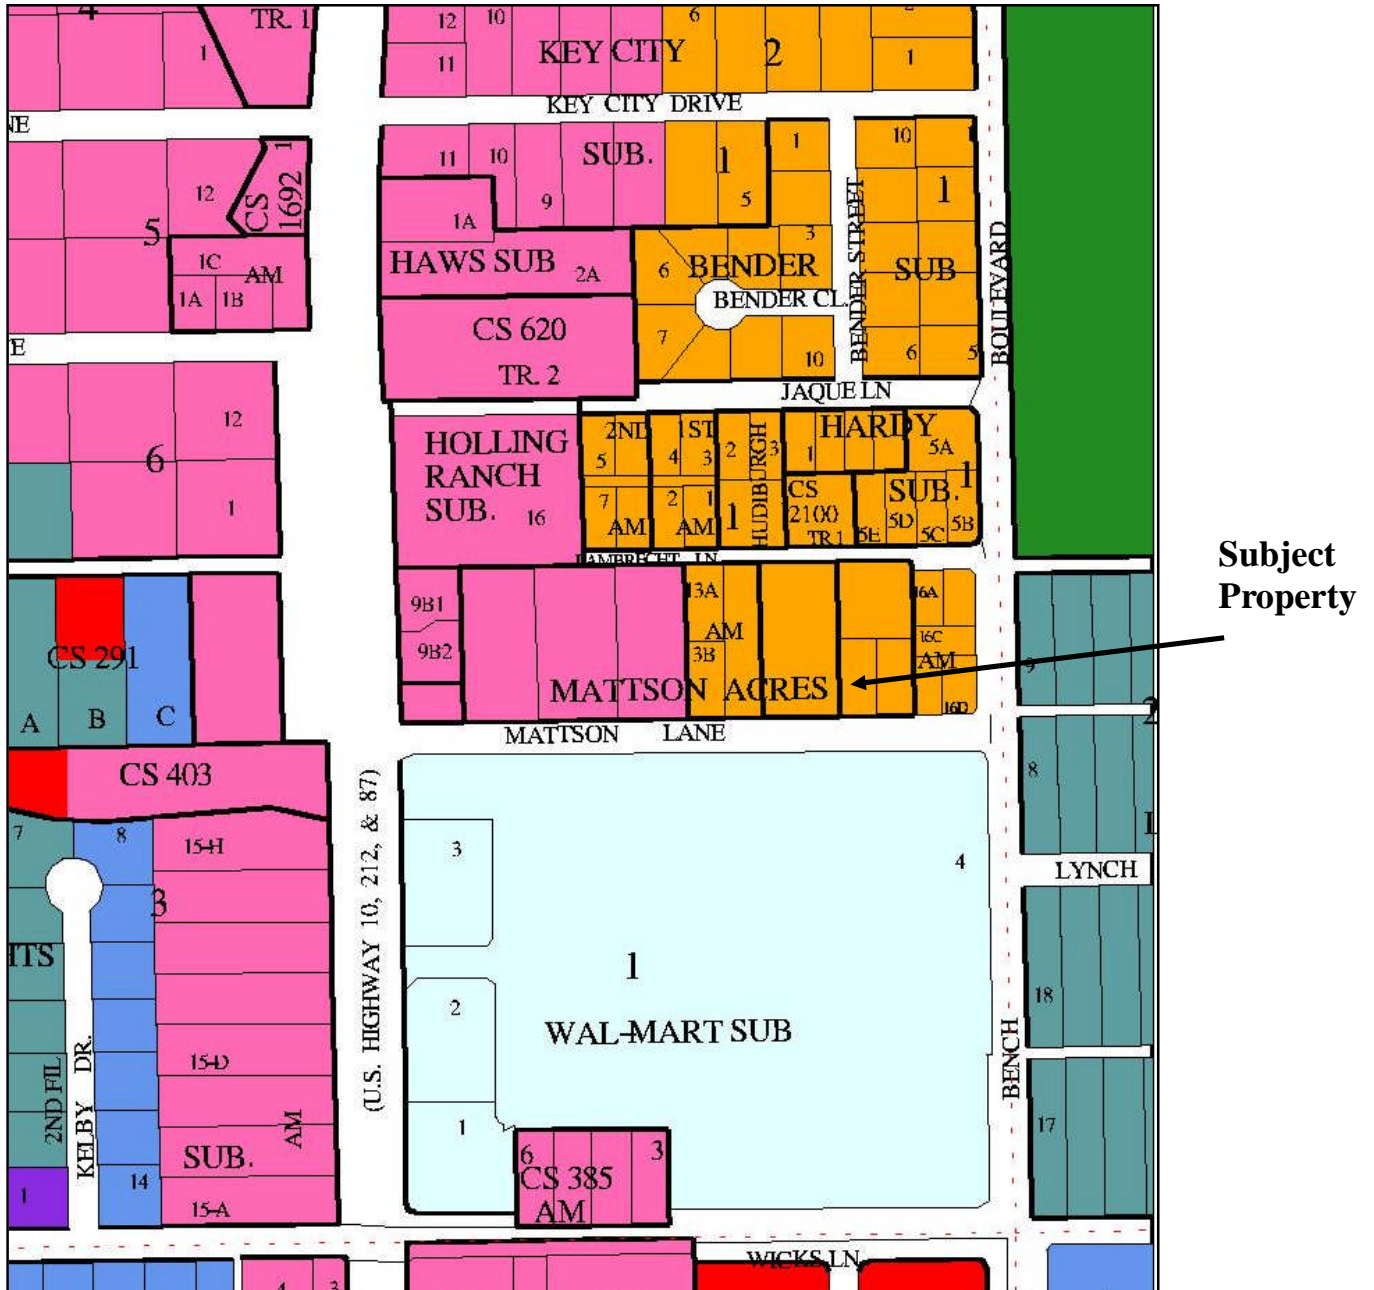 4
TR. 1
12
10
6
2
1
11
KEY CITY
2
1
KEY CITY DRIVE
11
10
SUB.
1
1
10
1
12
CS
1692
1
9
5
1A
5
3
1C
AM
1A
1B
HAWS SUB
2A
6
BENDER
SUB
BENDER CL.
BENDER STREET
BOULEVARD
CS 620
TR. 2
7
10
6
5
JAQUE LN
12
6
1
HOLLING
RANCH
SUB.
16
2ND
5
7
AM
1ST
4
3
2
1
AM
2
3
1
HUDIBURGH
HARDY
1
5A
1
CS
2100
TR 1
SUB.
5E
5D
5C
5B
LAMBRECHT LN
Subject
Property
9B1
9B2
13A
AM
3B
16A
16C
AM
16D
MATTSON ACRES
9
2
MATTSON LANE
CS 291
A
B
C
CS 403
(U.S. HIGHWAY 10, 212, & 87)
7
8
15-H
3
3
4
8
LYNCH
1
WAL-MART SUB
2
1
18
17
BENCH
ITS
2ND FIL
KELBY DR.
15-D
AM
SUB.
15-A
14
1
6
3
CS 385
AM
WICKS LN
4
3